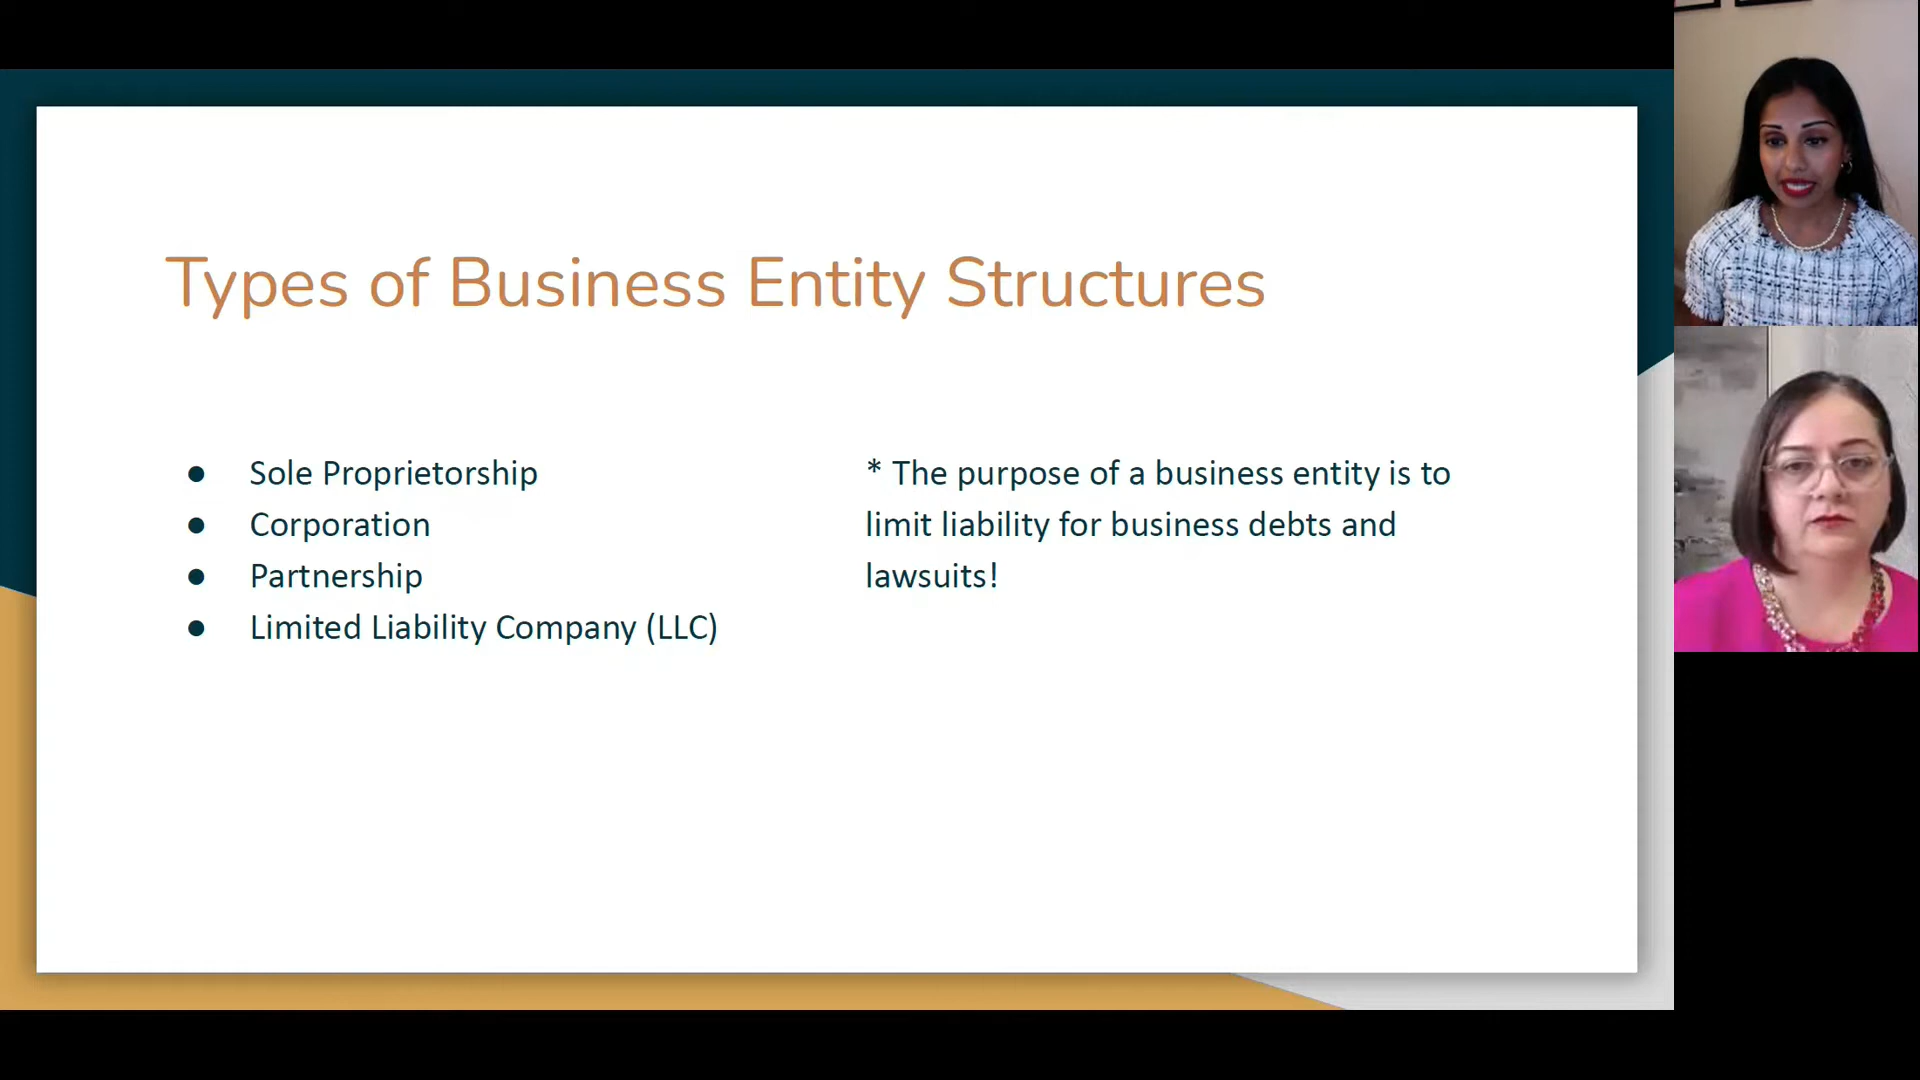 Types of Business Entity Structures
● Sole Proprietorship
● Corporation
● Partnership
● Limited Liability Company (LLC)
* The purpose of a business entity is to
limit liability for business debts and
lawsuits!